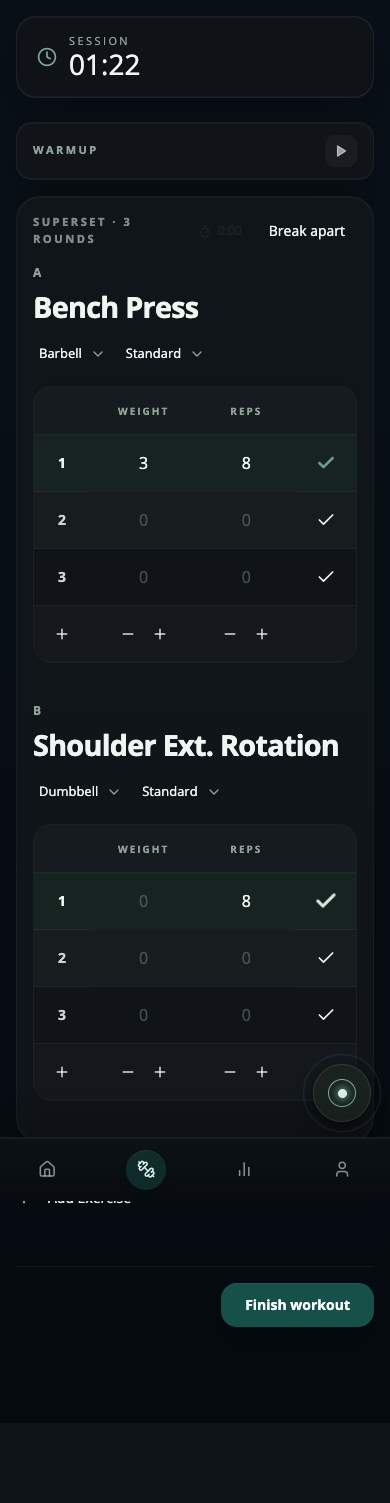 SESSION
01:22
WARMUP
SUPERSET · 3
ROUNDS
0:00
Break apart
A
Bench Press
Barbell Standard
WEIGHT REPS
1 3 8
2 0 0
3 0 0
B
Shoulder Ext. Rotation
Dumbbell Standard
WEIGHT REPS
1 0 8
2 0 0
3 0 0
Add Exercise
Finish workout